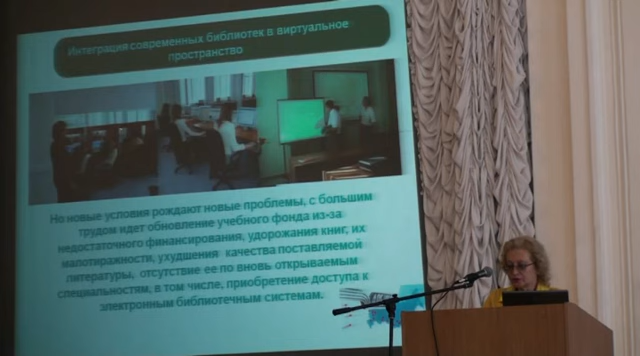 Интеграция современных библиотек в виртуальное
пространство
Но новые условия рождают новые проблемы, с большим
трудом идет обновление учебного фонда из-за
недостаточного финансирования, удорожания книг, их
малотиражности, ухудшения качества поставляемой
литературы, отсутствие ее по вновь открываемым
специальностям, в том числе, приобретение доступа к
электронным библиотечным системам.